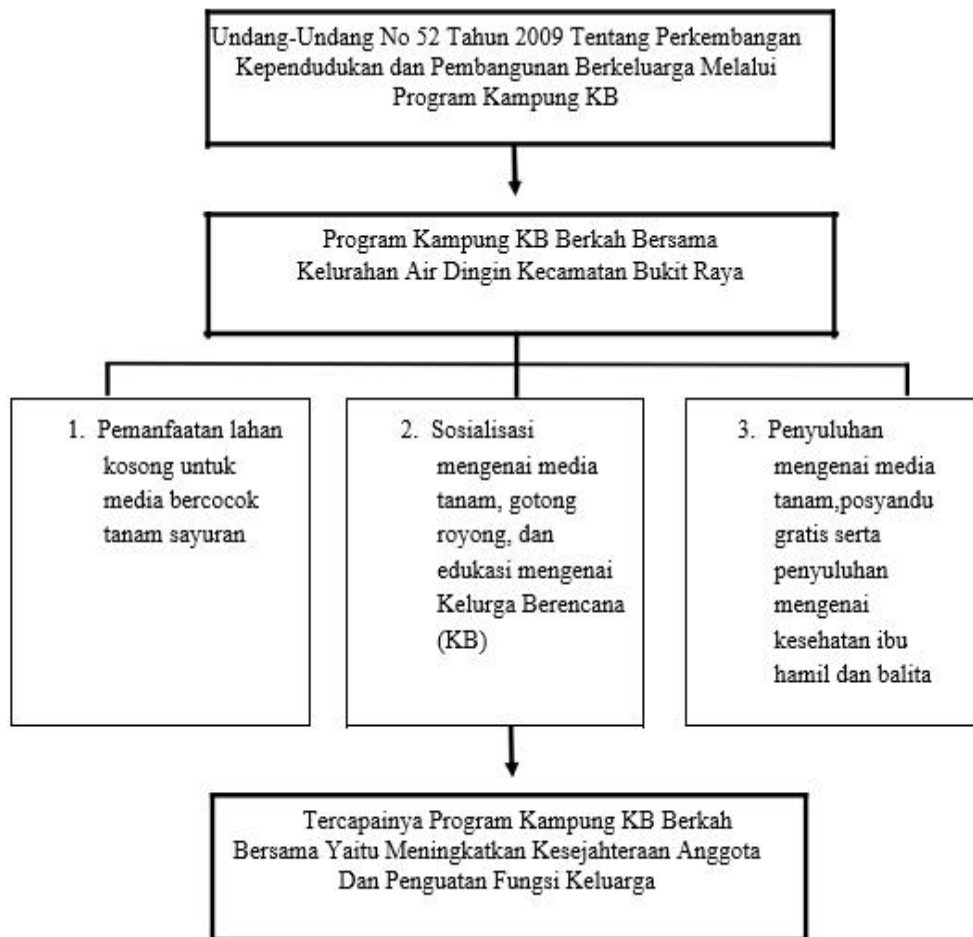 Undang-Undang No 52 Tahun 2009 Tentang Perkembangan
Kependudukan dan Pembangunan Berkeluarga Melalui
Program Kampung KB
Program Kampung KB Berkah Bersama
Kelurahan Air Dingin Kecamatan Bukit Raya
1. Pemanfaatan lahan
kosong untuk
media bercocok
tanam sayuran
2. Sosialisasi
mengenai media
tanam, gotong
royong, dan
edukasi mengenai
Kelurga Berencana
(KB)
3. Penyuluhan
mengenai media
tanam,posyandu
gratis serta
penyuluhan
mengenai
kesehatan ibu
hamil dan balita
Tercapainya Program Kampung KB Berkah
Bersama Yaitu Meningkatkan Kesejahteraan Anggota
Dan Penguatan Fungsi Keluarga